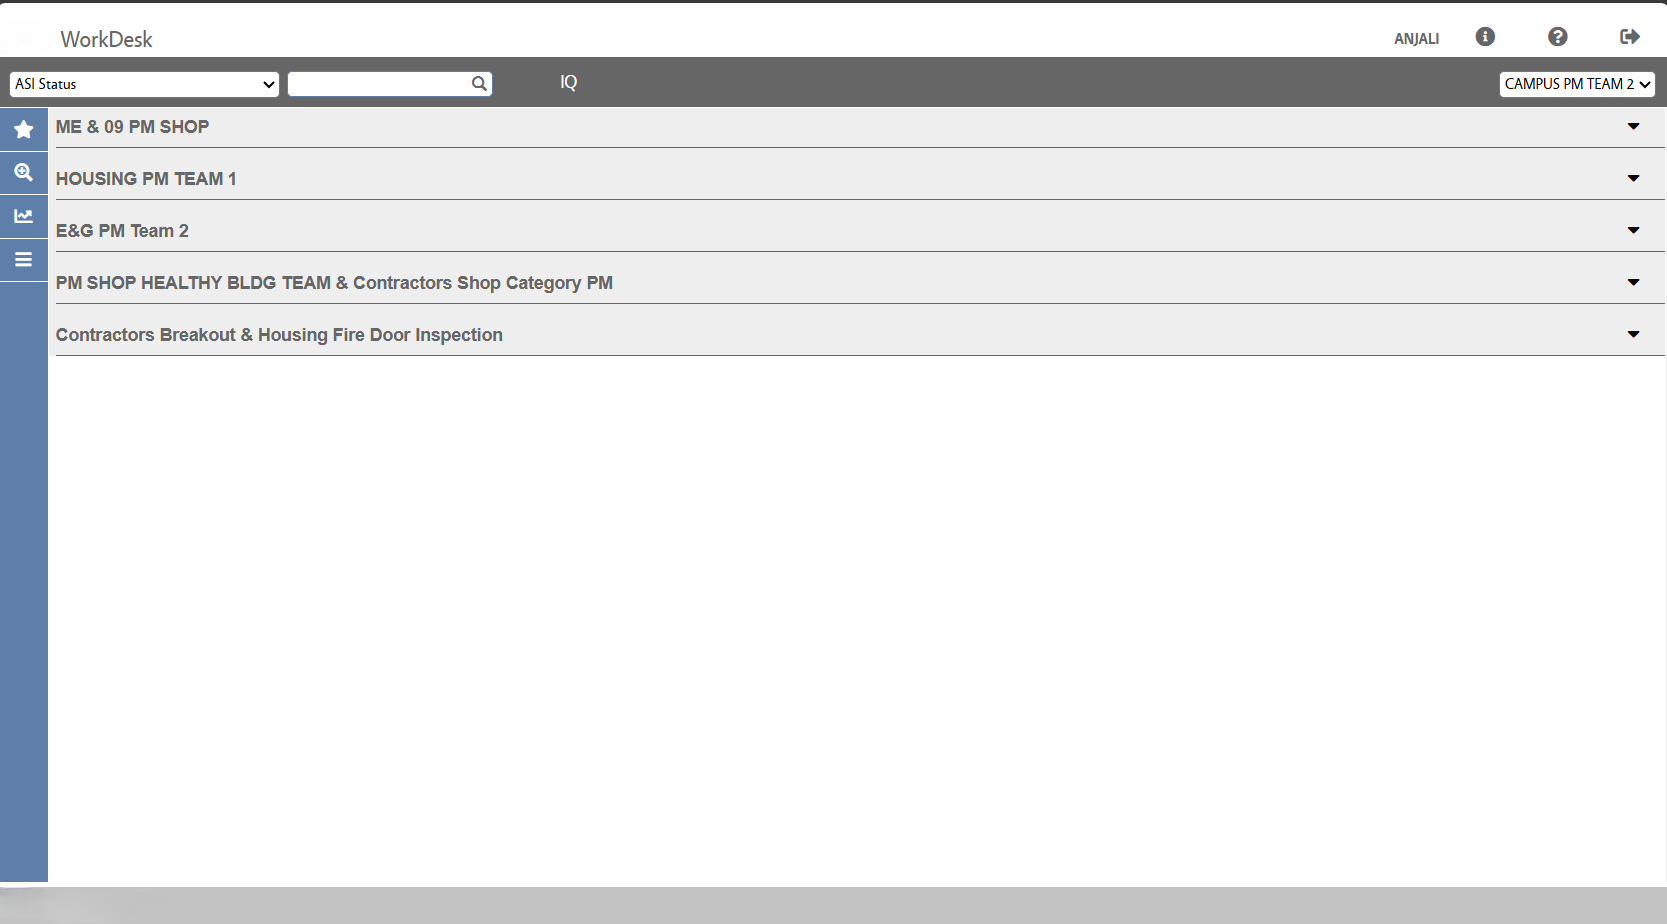 WorkDesk
ANJALI
ASI Status
IQ
CAMPUS PM TEAM 2
ME & 09 PM SHOP
HOUSING PM TEAM 1
E&G PM Team 2
PM SHOP HEALTHY BLDG TEAM & Contractors Shop Category PM
Contractors Breakout & Housing Fire Door Inspection